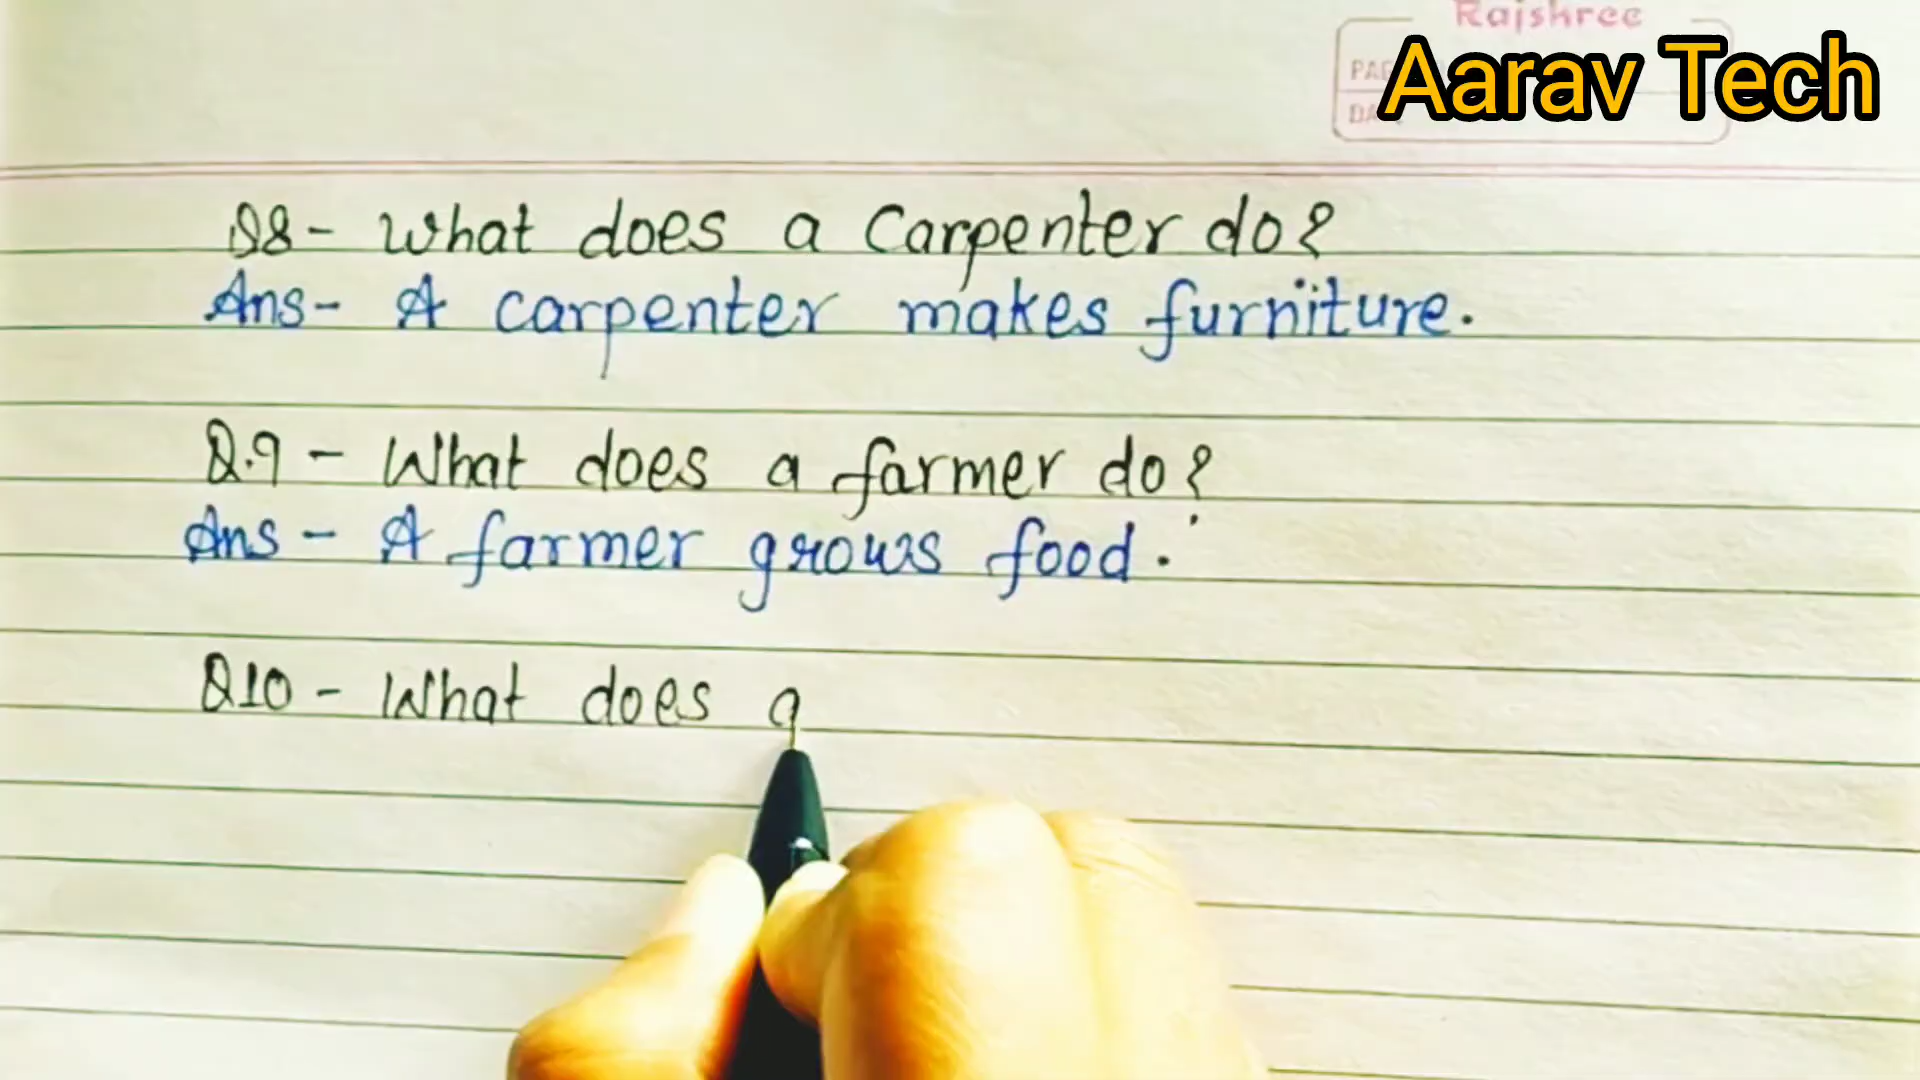 Rajshree
Aarav Tech
Q8- What does a Carpenter do?
Ans- A carpenter makes furniture.
Q.9 - What does a farmer do?
Ans - A farmer grows food.
Q10 - What does a